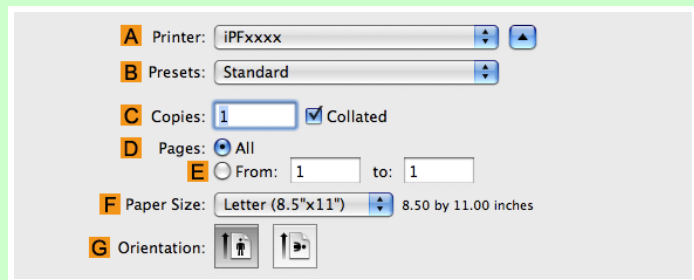 A Printer: iPFxxxx
B Presets: Standard
C Copies: 1 Collated
D Pages: All
E From: 1 to: 1
F Paper Size: Letter (8.5"x11") 8.50 by 11.00 inches
G Orientation: